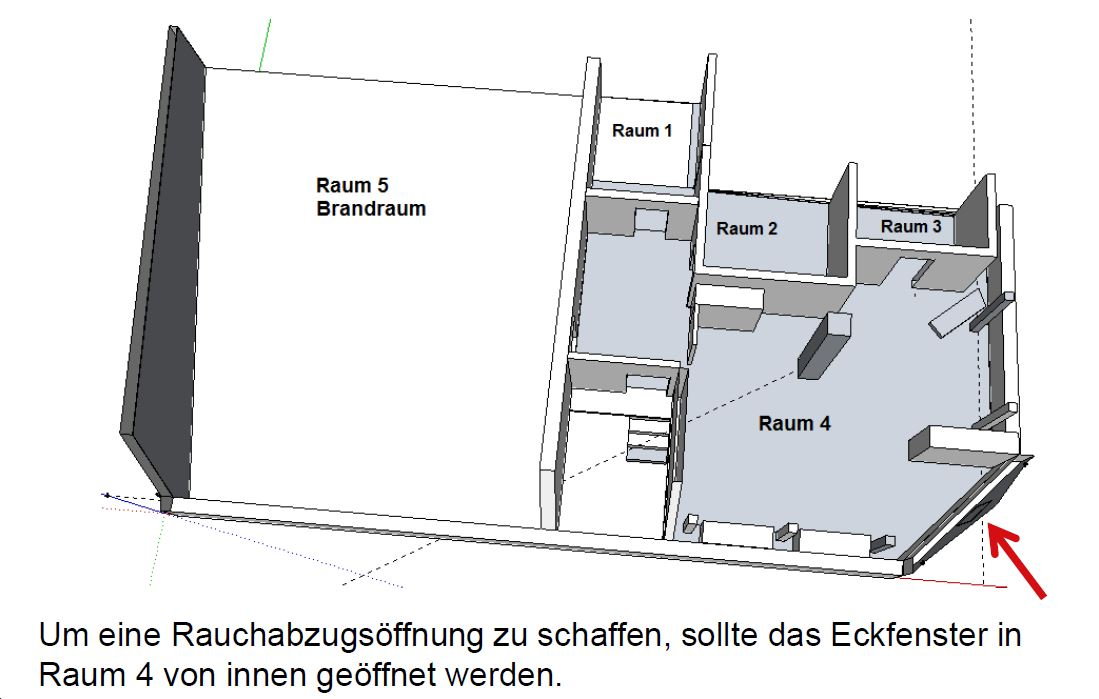 Raum 1
Raum 5
Brandraum
Raum 2
Raum 3
Raum 4
Um eine Rauchabzugsöffnung zu schaffen, sollte das Eckfenster in
Raum 4 von innen geöffnet werden.